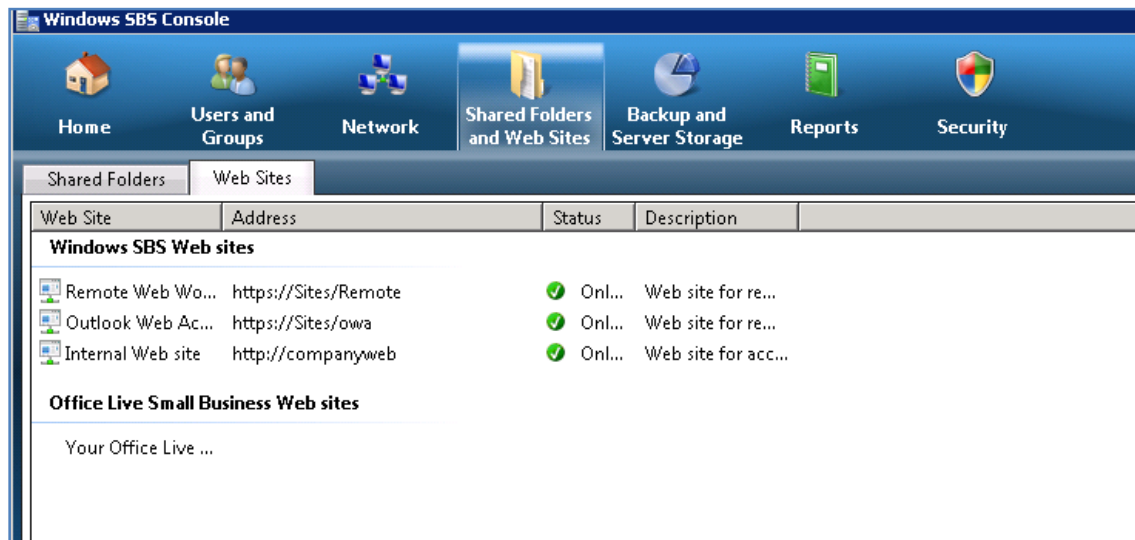 Windows SBS Console
Home
Users and
Groups
Network
Shared Folders
and Web Sites
Backup and
Server Storage
Reports
Security
Shared Folders Web Sites
Web Site Address Status Description
Windows SBS Web sites
Remote Web Wo... https://Sites/Remote Onl... Web site for re...
Outlook Web Ac... https://Sites/owa Onl... Web site for re...
Internal Web site http://companyweb Onl... Web site for acc...
Office Live Small Business Web sites
Your Office Live ...